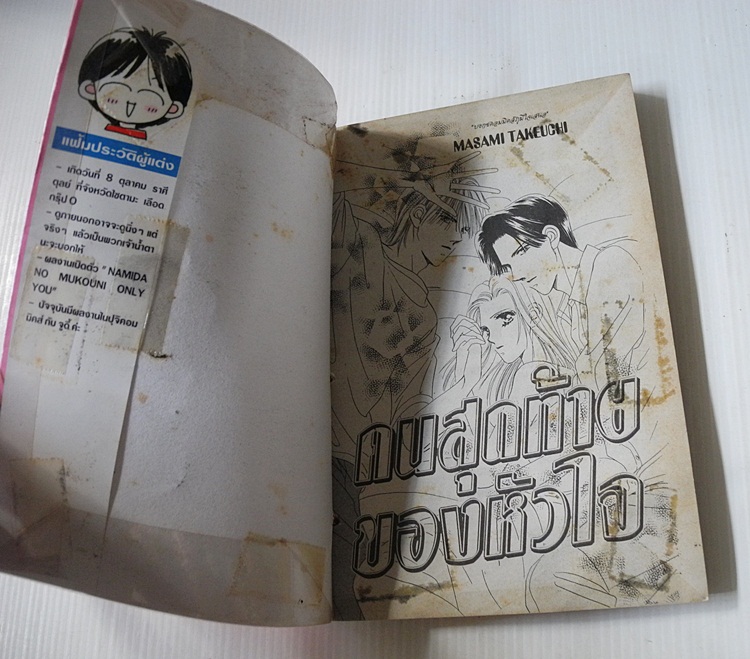 แฟ้มประวัติผู้แต่ง
- เกิดวันที่ 8 ตุลาคม ราศี
ตุลย์ ที่จังหวัดไซตามะ เลือด
กรุ๊ป O
- ดูภายนอกอาจจะดูนิ่งๆ แต่
จริงๆ แล้วเป็นพวกเจ้าน้ำตา
นะจะบอกให้
- ผลงานเปิดตัว "NAMIDA
NO MUKOUNI ONLY
YOU"
- ปัจจุบันมีผลงานในปุจิคอม
มิคส์ กับ จูดี้ ค่ะ
MASAMI TAKEUCHI
คนสุดท้าย
ของหัวใจ